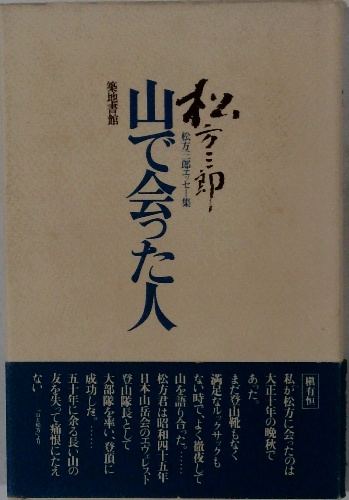 松方三郎
松方三郎エッセー集
山で会った人
築地書館
槇有恒
私が松方に会ったのは
大正十年の晩秋で
あった。
まだ登山靴もなく
満足なルックサックも
ない時で、よく徹夜して
山を語り合った。……
松方君は昭和四十五年
日本山岳会のエヴェレスト
登山隊長として
大部隊を率い、登頂に
成功した。……
五十年に余る長い山の
友を失って痛恨にたえ
ない